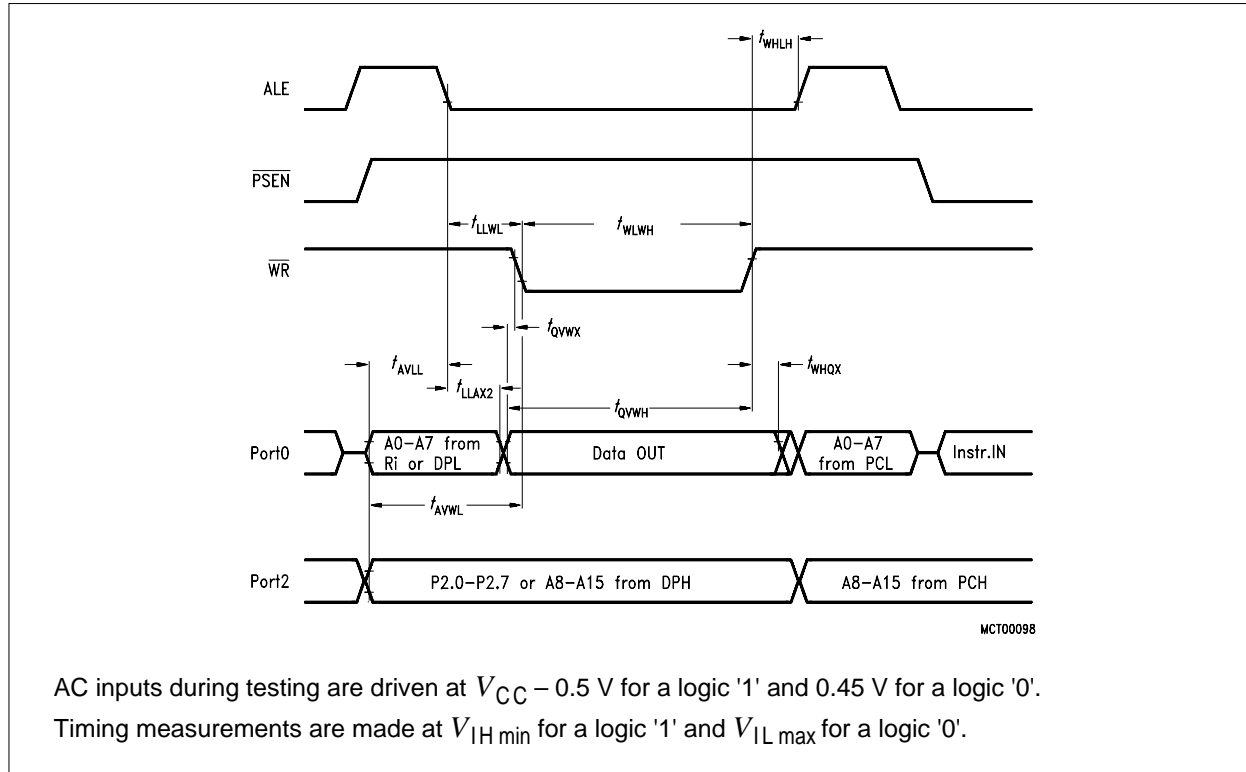 tWHLH
ALE
PSEN
tLLWL
tWLWH
WR
tQVWX
tAVLL
tWHQX
tLLAX2
tQVWH
Port0
A0-A7 from
Ri or DPL
Data OUT
A0-A7
from PCL
Instr.IN
tAVWL
Port2
P2.0-P2.7 or A8-A15 from DPH
A8-A15 from PCH
MCT00098
AC inputs during testing are driven at VCC – 0.5 V for a logic '1' and 0.45 V for a logic '0'.
Timing measurements are made at VIH min for a logic '1' and VIL max for a logic '0'.